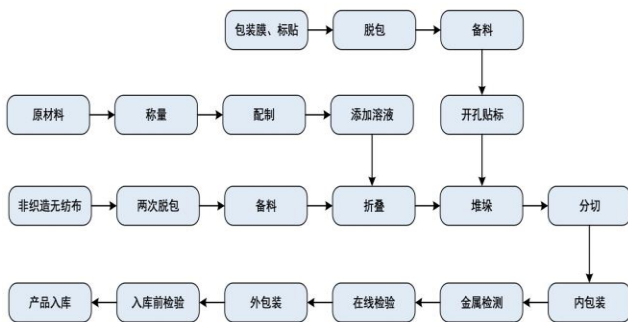 包装膜、标贴
脱包
备料
原材料
称量
配制
添加溶液
开孔贴标
非织造无纺布
两次脱包
备料
折叠
堆垛
分切
产品入库
入库前检验
外包装
在线检验
金属检测
内包装